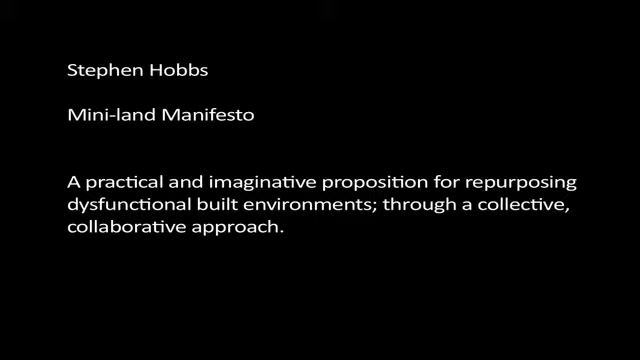 Stephen Hobbs
Mini-land Manifesto
A practical and imaginative proposition for repurposing
dysfunctional built environments; through a collective,
collaborative approach.